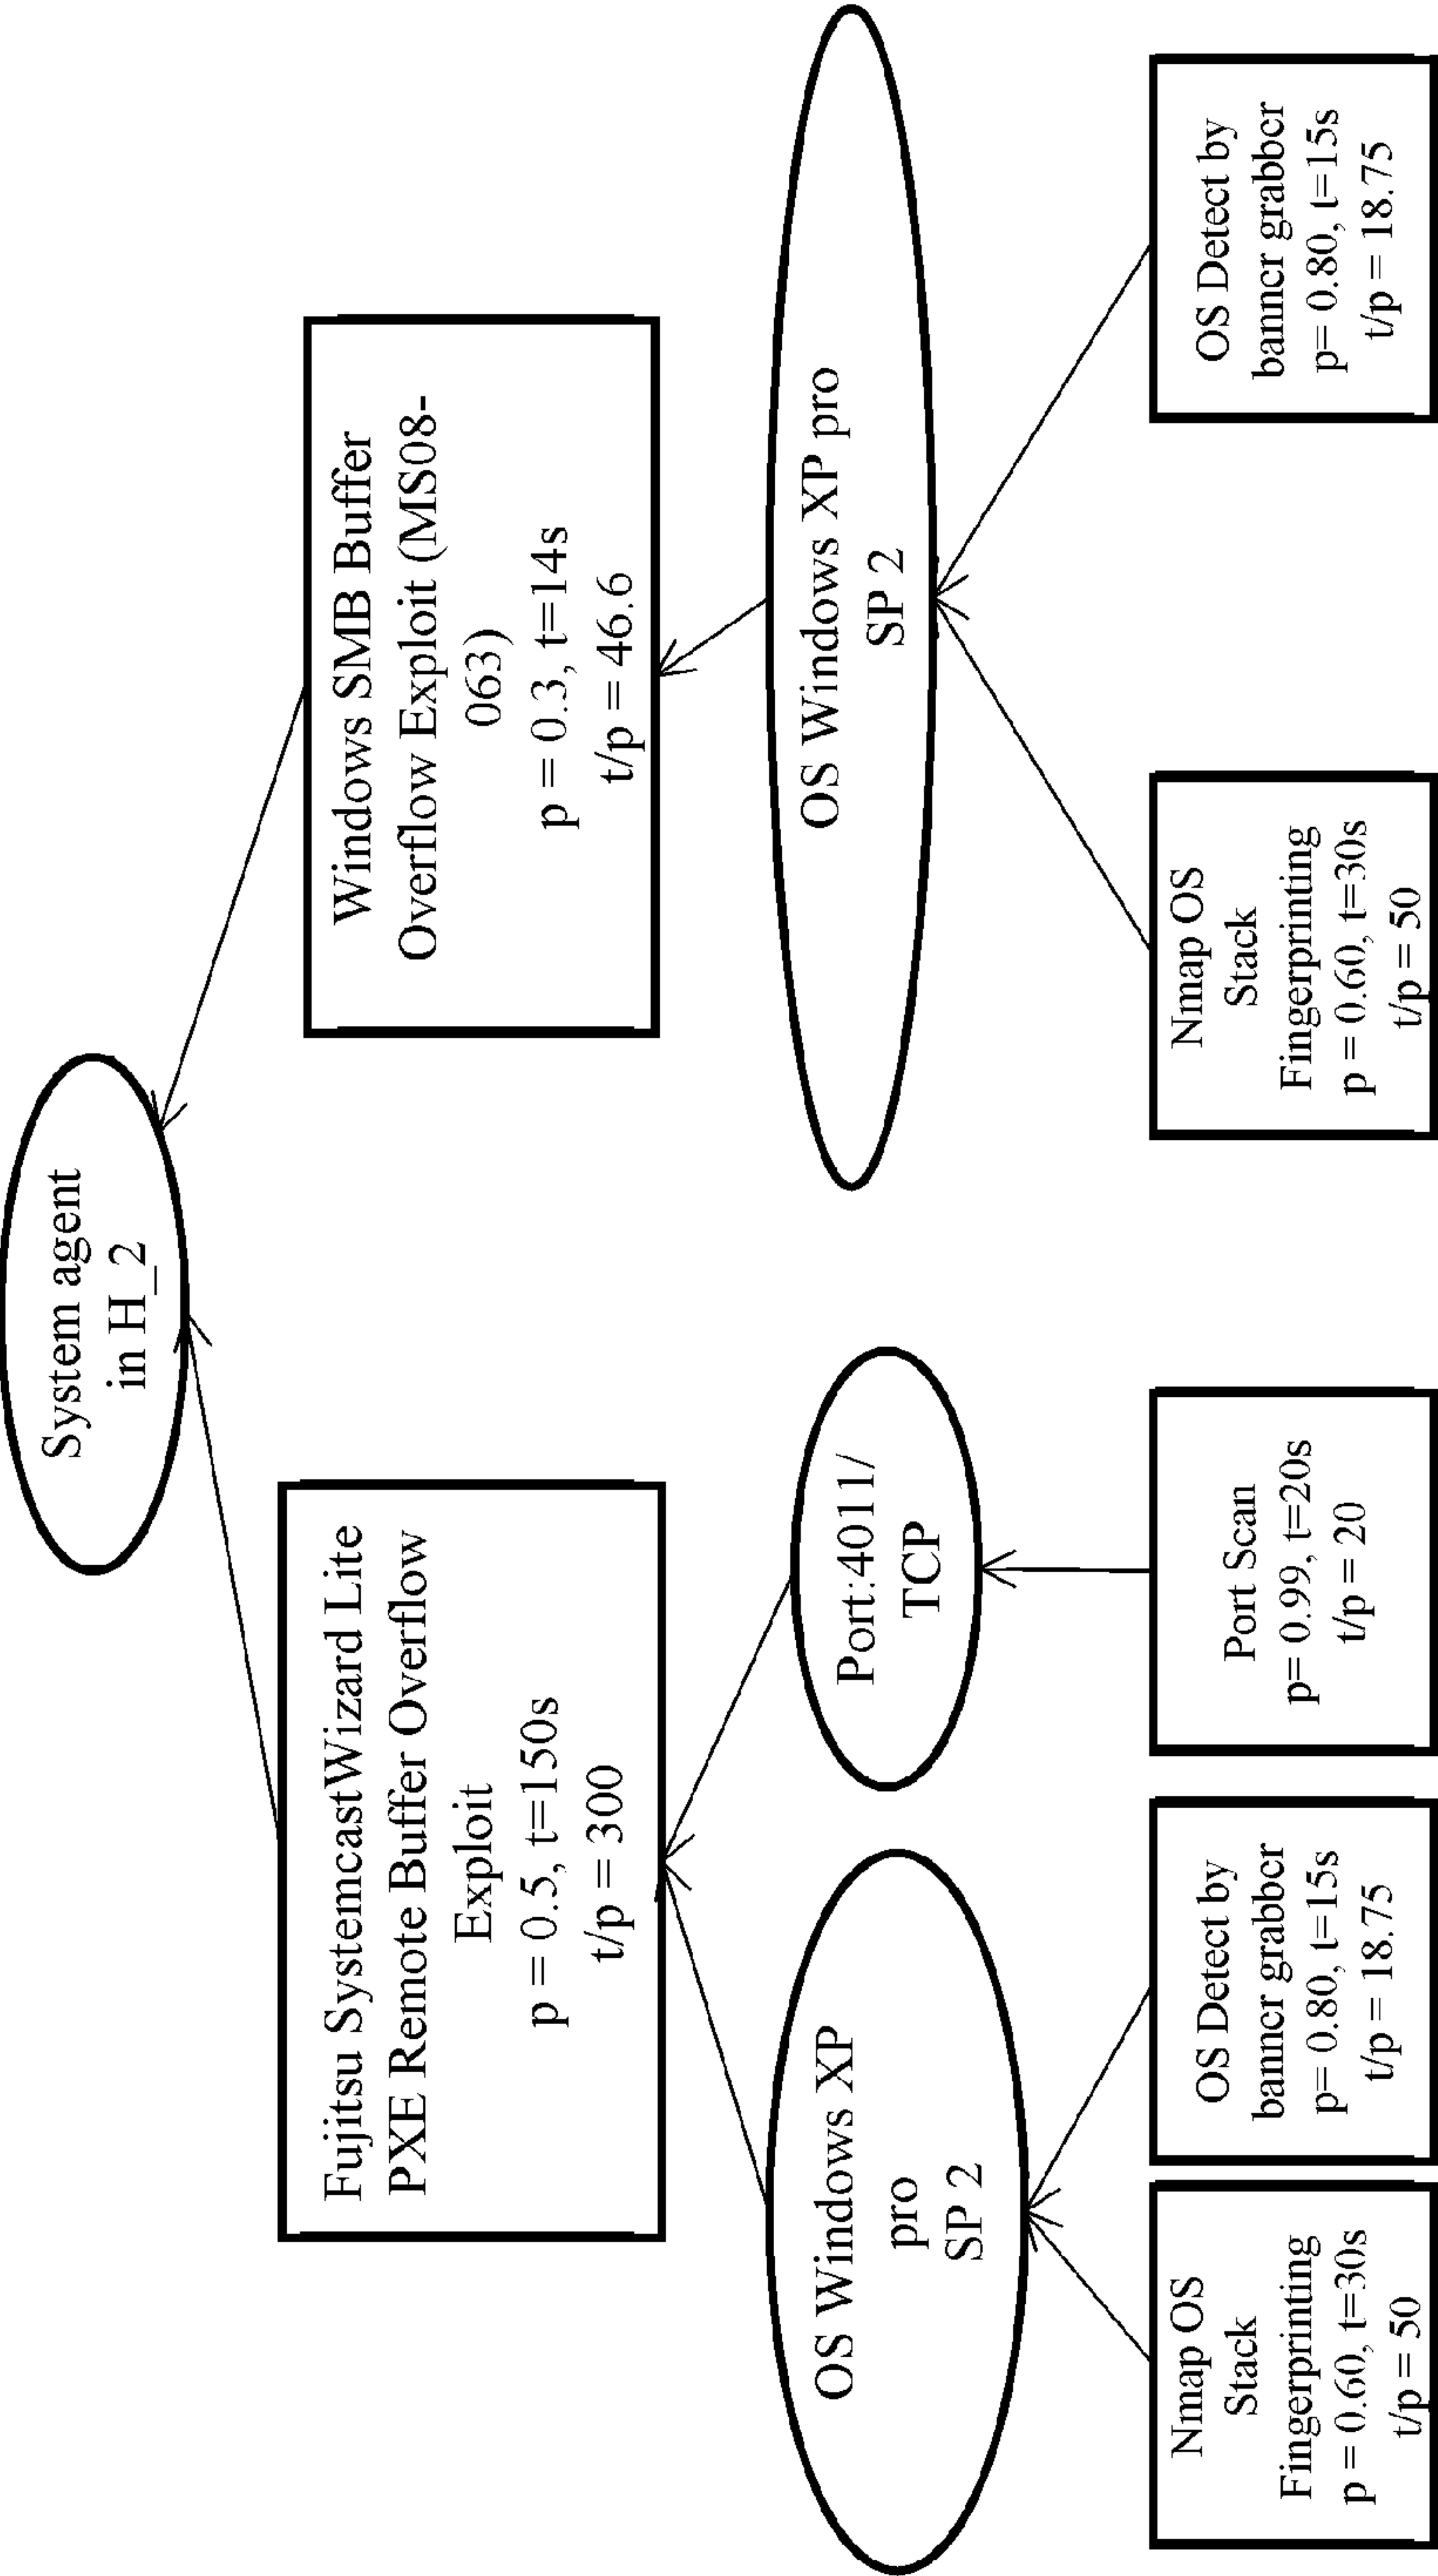 System agent
in H_2
Fujitsu SystemcastWizard Lite
PXE Remote Buffer Overflow
Exploit
p = 0.5, t=150s
t/p = 300
Windows SMB Buffer
Overflow Exploit (MS08-
063)
p = 0.3, t=14s
t/p = 46.6
OS Windows XP
pro
SP 2
Port:4011/
TCP
OS Windows XP pro
SP 2
Nmap OS
Stack
Fingerprinting
p = 0.60, t=30s
t/p = 50
OS Detect by
banner grabber
p= 0.80, t=15s
t/p = 18.75
Port Scan
p= 0.99, t=20s
t/p = 20
Nmap OS
Stack
Fingerprinting
p = 0.60, t=30s
t/p = 50
OS Detect by
banner grabber
p= 0.80, t=15s
t/p = 18.75